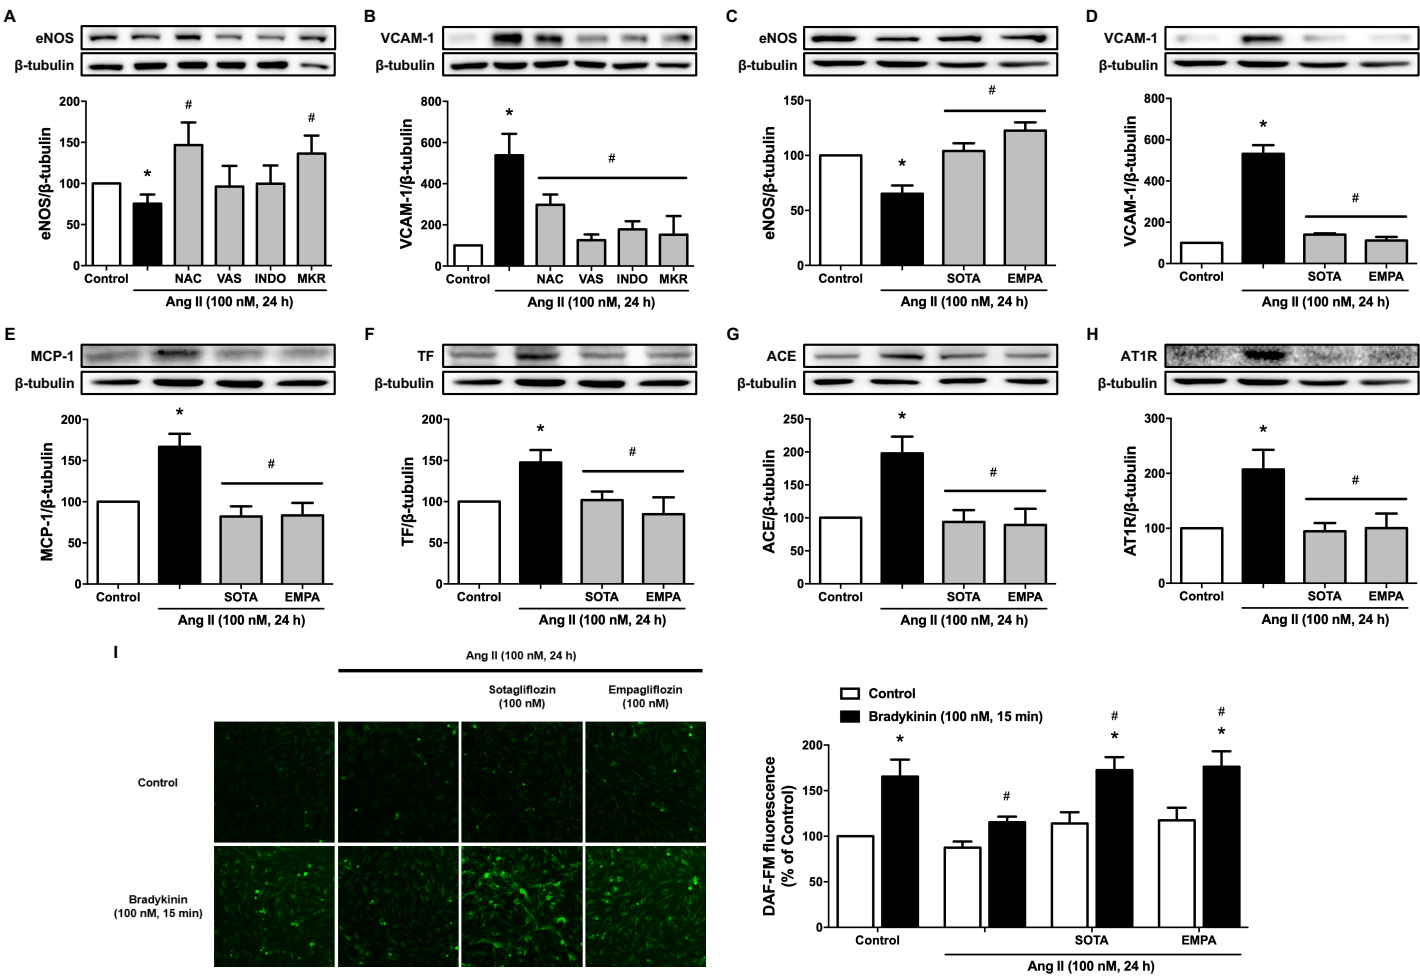 A
eNOS
β-tubulin
eNOS/β-tubulin
200
150
100
50
0
*
#
#
Control
NAC
VAS
INDO
MKR
Ang II (100 nM, 24 h)
B
VCAM-1
β-tubulin
VCAM-1/β-tubulin
800
600
400
200
0
*
#
Control
NAC
VAS
INDO
MKR
Ang II (100 nM, 24 h)
C
eNOS
β-tubulin
eNOS/β-tubulin
150
100
50
0
*
#
Control
SOTA
EMPA
Ang II (100 nM, 24 h)
D
VCAM-1
β-tubulin
VCAM-1/β-tubulin
800
600
400
200
0
*
#
Control
SOTA
EMPA
Ang II (100 nM, 24 h)
E
MCP-1
β-tubulin
MCP-1/β-tubulin
200
150
100
50
0
*
#
Control
SOTA
EMPA
Ang II (100 nM, 24 h)
F
TF
β-tubulin
TF/β-tubulin
200
150
100
50
0
*
#
Control
SOTA
EMPA
Ang II (100 nM, 24 h)
G
ACE
β-tubulin
ACE/β-tubulin
250
200
150
100
50
0
*
#
Control
SOTA
EMPA
Ang II (100 nM, 24 h)
H
AT1R
β-tubulin
AT1R/β-tubulin
300
200
100
0
*
#
Control
SOTA
EMPA
Ang II (100 nM, 24 h)
I
Ang II (100 nM, 24 h)
Sotagliflozin
(100 nM)
Empagliflozin
(100 nM)
Control
Bradykinin
(100 nM, 15 min)
Control
Bradykinin (100 nM, 15 min)
DAF-FM fluorescence
(% of Control)
200
150
100
50
0
*
#
#
*
#
*
Control
SOTA
EMPA
Ang II (100 nM, 24 h)